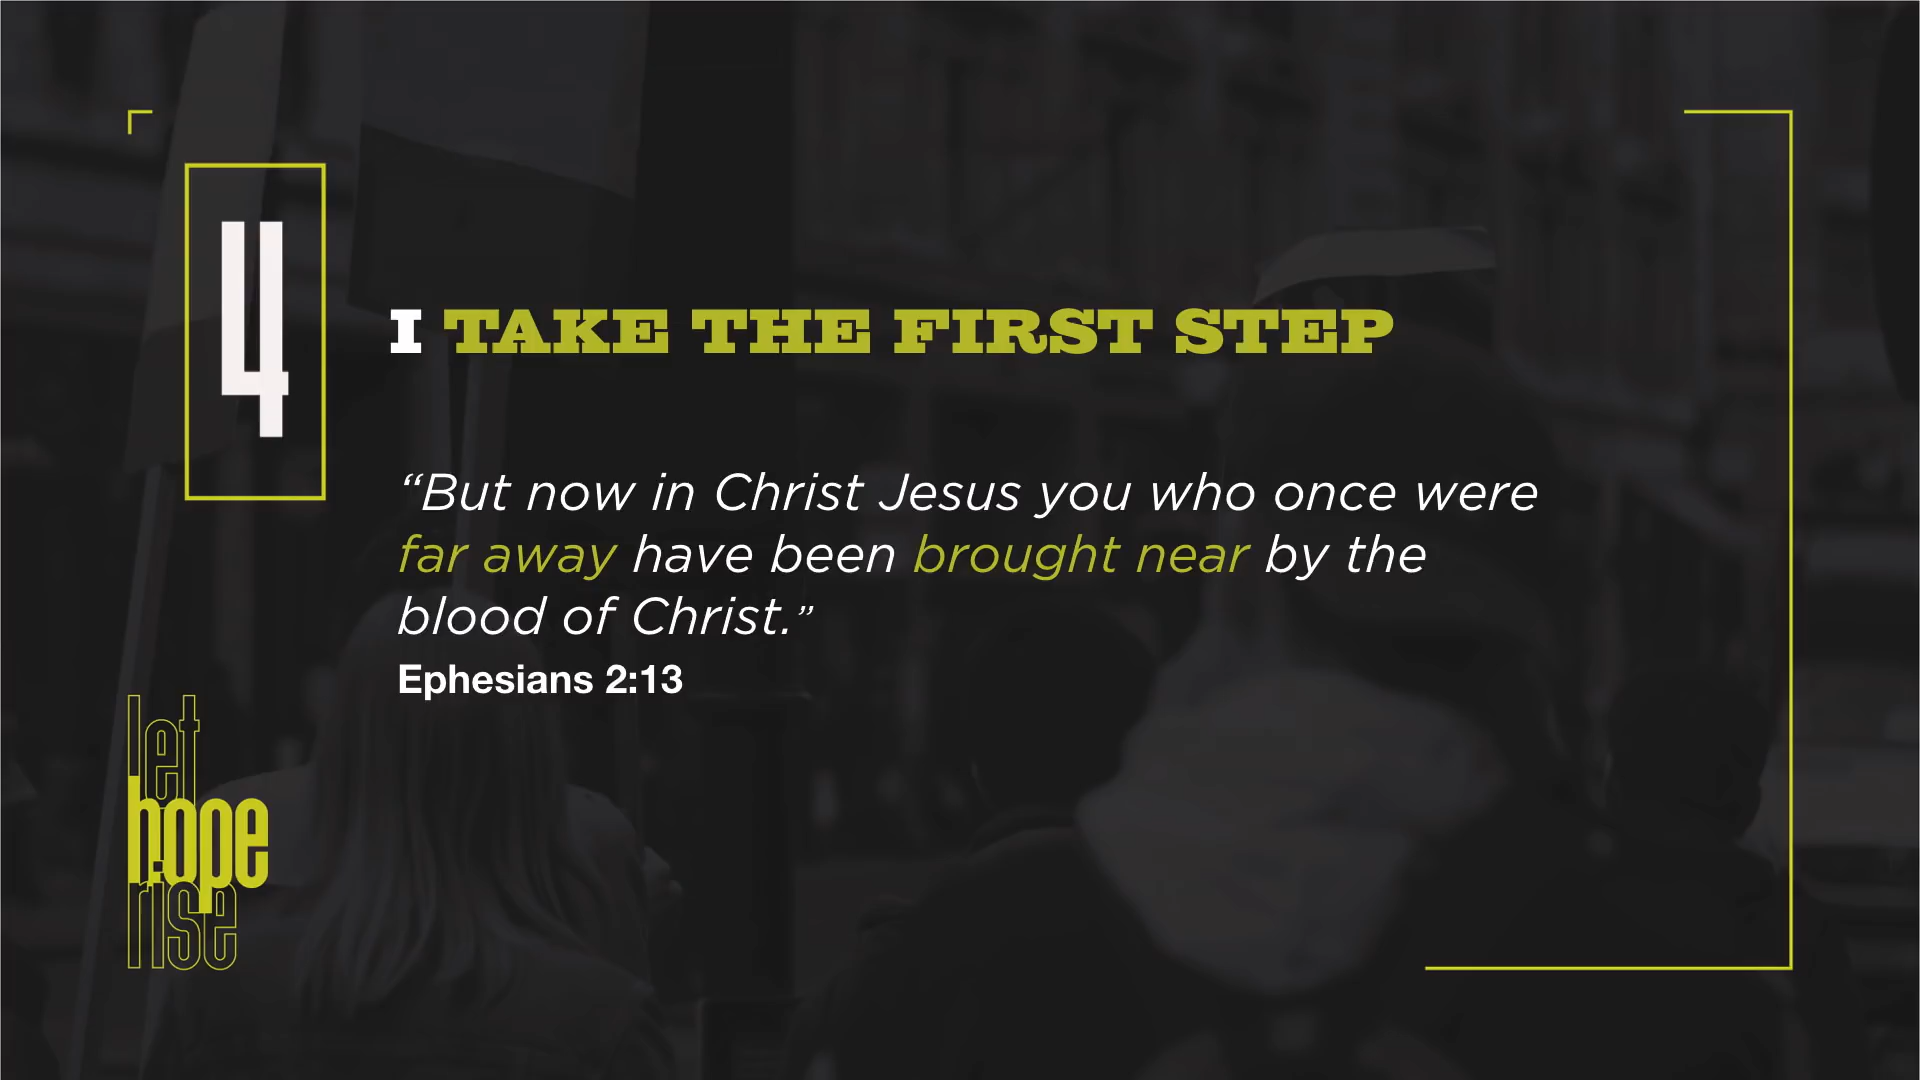 4
I TAKE THE FIRST STEP
“But now in Christ Jesus you who once were
far away have been brought near by the
blood of Christ.”
Ephesians 2:13
let
hope
rise